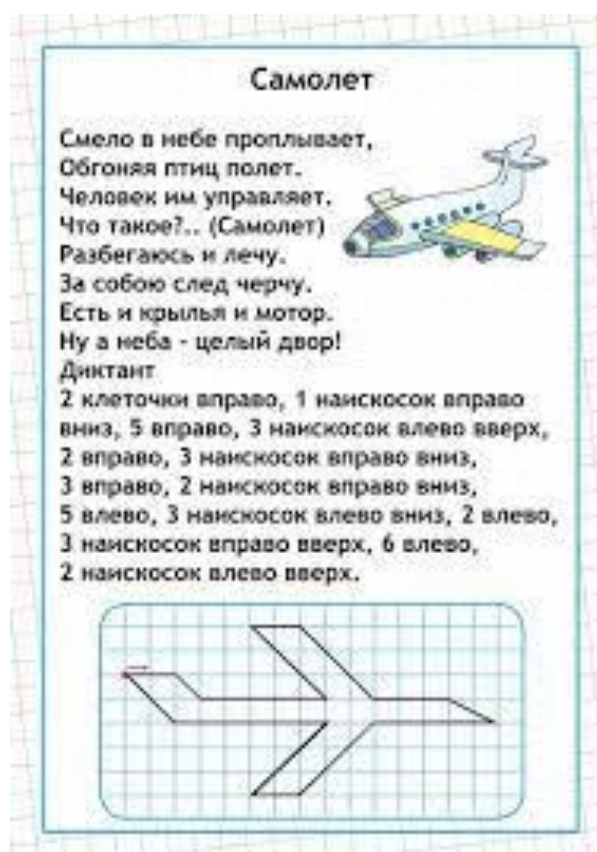 Самолет
Смело в небе проплывает,
Обгоняя птиц полет.
Человек им управляет.
Что такое?.. (Самолет)
Разбегаюсь и лечу.
За собою след черчу.
Есть и крылья и мотор.
Ну а неба - целый двор!
Диктант
2 клеточки вправо, 1 наискосок вправо
вниз, 5 вправо, 3 наискосок влево вверх,
2 вправо, 3 наискосок вправо вниз,
3 вправо, 2 наискосок вправо вниз,
5 влево, 3 наискосок влево вниз, 2 влево,
3 наискосок вправо вверх, 6 влево,
2 наискосок влево вверх.